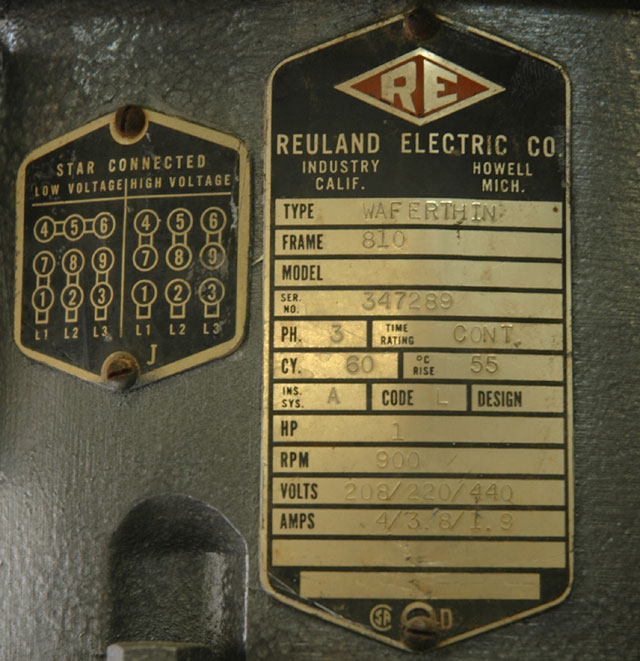 STAR CONNECTED
LOW VOLTAGE HIGH VOLTAGE
4 5 6 4 5 6
7 8 9 7 8 9
1 2 3 1 2 3
L1 L2 L3 L1 L2 L3
J
RE
REULAND ELECTRIC CO
INDUSTRY HOWELL
CALIF. MICH.
TYPE WAFERTHIN
FRAME 810
MODEL
SER. NO. 347289
PH. 3 TIME RATING CONT.
CY. 60 °C RISE 55
INS. SYS. A CODE L DESIGN
HP 1
RPM 900
VOLTS 208/220/440
AMPS 4/3.8/1.9
SA D